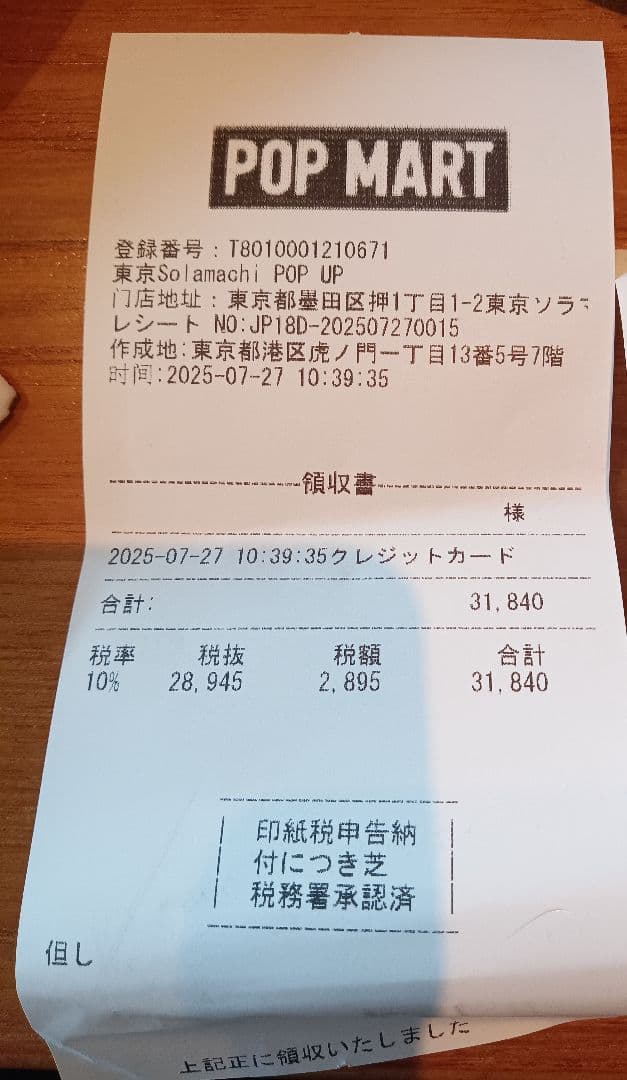 POP MART
登録番号：T8010001210671
東京Solamachi POP UP
门店地址：東京都墨田区押1丁目1-2東京ソラマ
レシート NO:JP18D-202507270015
作成地:東京都港区虎ノ門一丁目13番5号7階
时间:2025-07-27 10:39:35
領収書
様
2025-07-27 10:39:35クレジットカード
合計: 31,840
税率 税抜 税額 合計
10% 28,945 2,895 31,840
印紙税申告納
付につき芝
税務署承認済
但し
上記正に領収いたしました